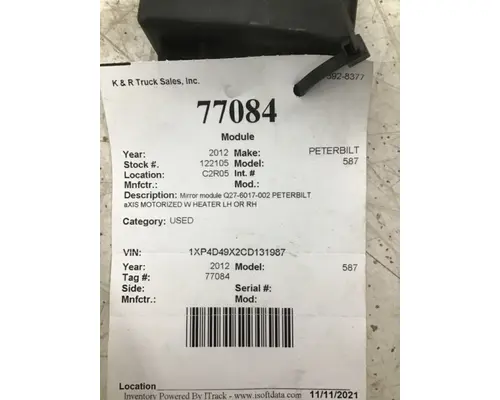 K & R Truck Sales, Inc.
592-8377
77084
Module
Year: 2012 Make: PETERBILT
Stock #. 122105 Model: 587
Location: C2R05 Int. #
Mnfctr.: Mod.:
Description: Mirror module Q27-6017-002 PETERBILT
aXIS MOTORIZED W HEATER LH OR RH
Category: USED
VIN: 1XP4D49X2CD131987
Year: 2012 Model: 587
Tag #: 77084
Side: Serial #:
Mnfctr.: Mod:
Location
Inventory Powered By ITrack - www.isoftdata.com 11/11/2021